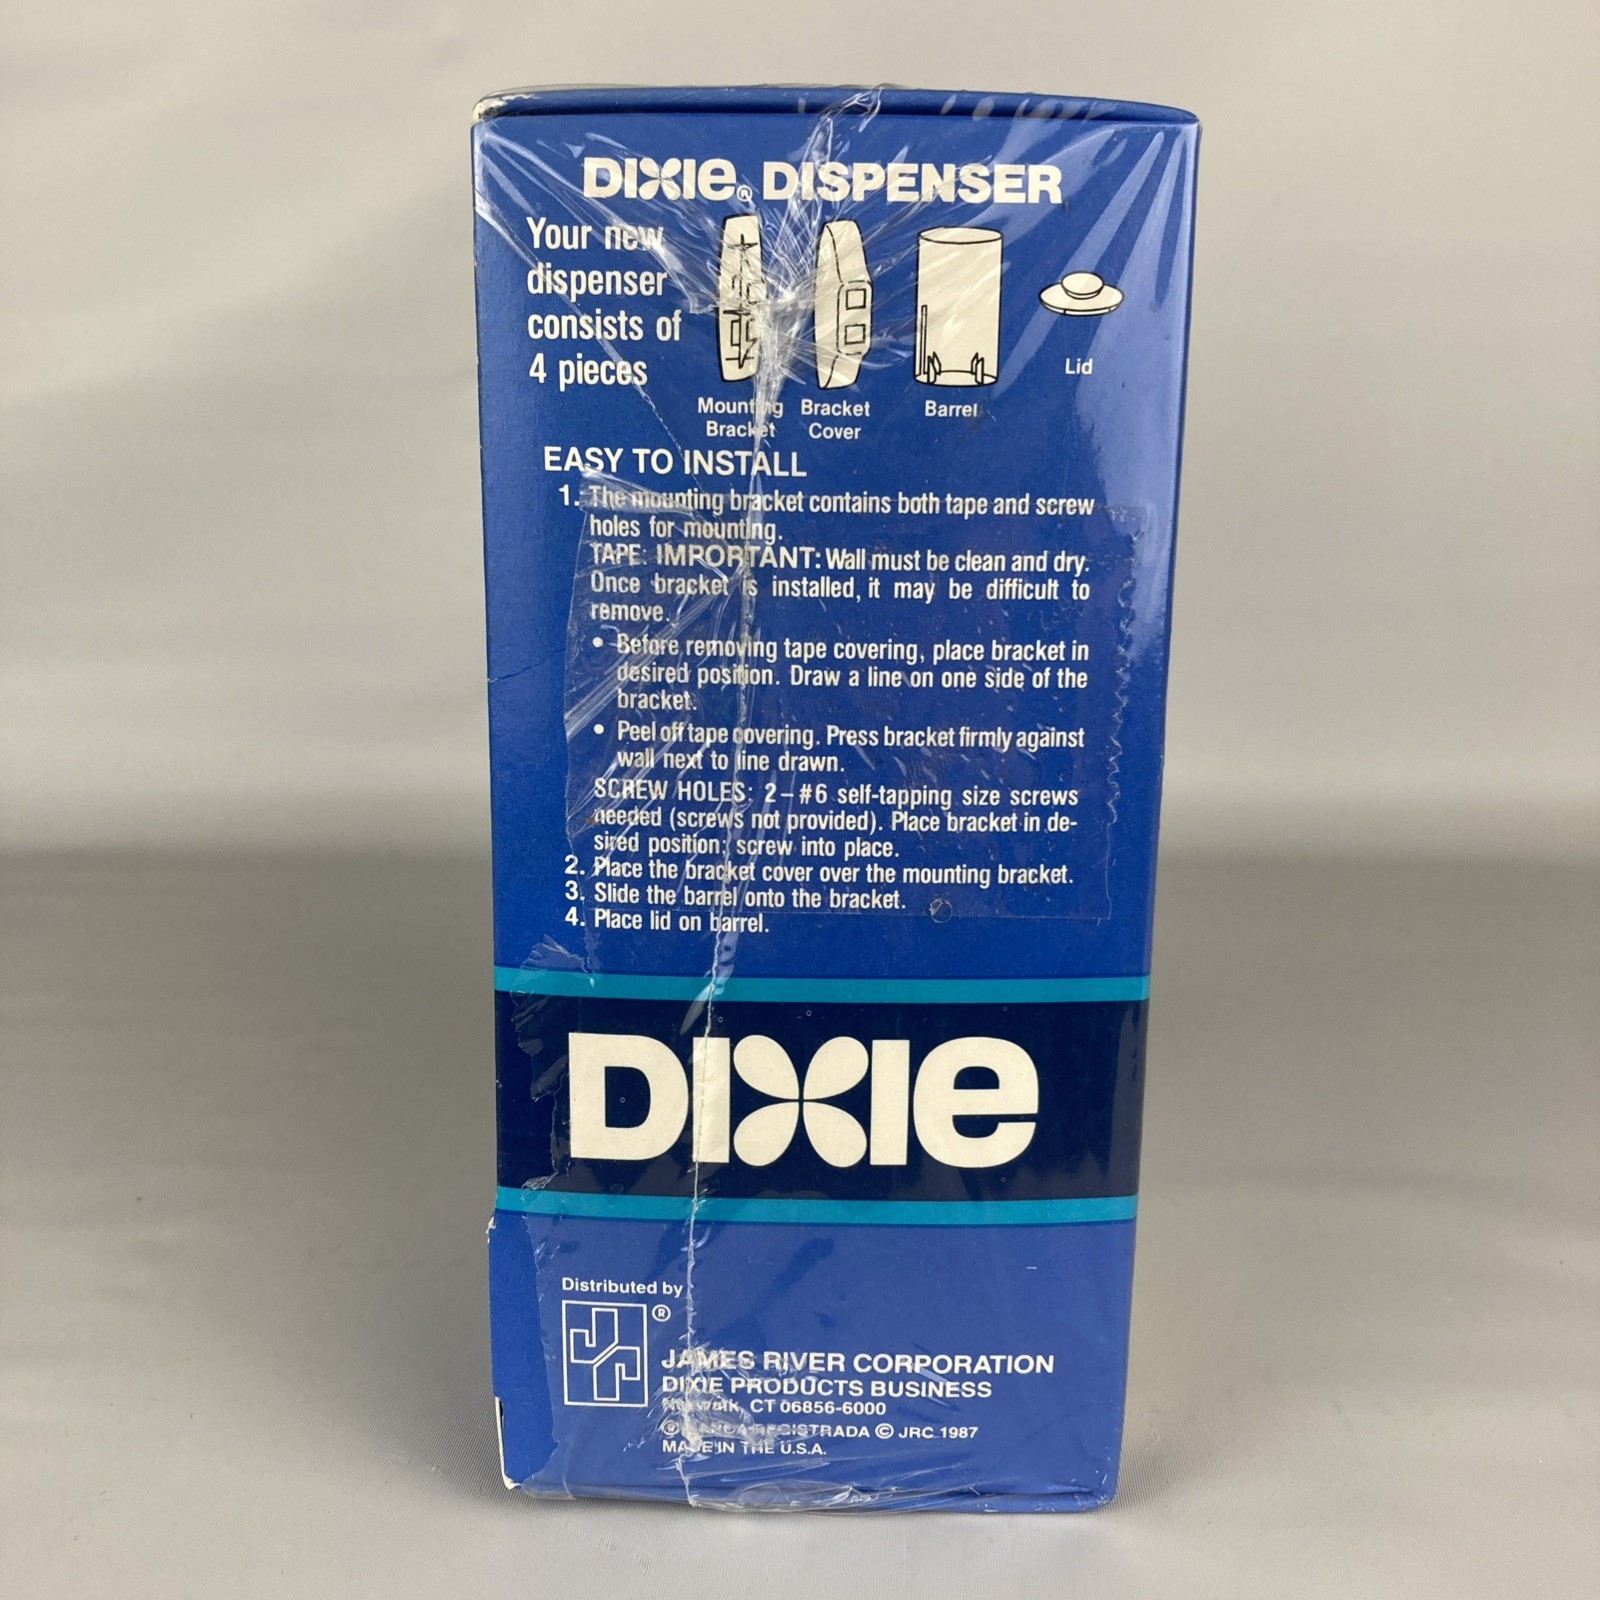 DIXIE® DISPENSER
Your new
dispenser
consists of
4 pieces
Mounting
Bracket
Bracket
Cover
Barrel
Lid
EASY TO INSTALL
1. The mounting bracket contains both tape and screw
holes for mounting.
TAPE: IMPORTANT: Wall must be clean and dry.
Once bracket is installed, it may be difficult to
remove.
• Before removing tape covering, place bracket in
desired position. Draw a line on one side of the
bracket.
• Peel off tape covering. Press bracket firmly against
wall next to line drawn.
SCREW HOLES: 2–#6 self-tapping size screws
needed (screws not provided). Place bracket in de-
sired position; screw into place.
2. Place the bracket cover over the mounting bracket.
3. Slide the barrel onto the bracket.
4. Place lid on barrel.
DIXIE
Distributed by
®
JAMES RIVER CORPORATION
DIXIE PRODUCTS BUSINESS
Norwalk, CT 06856-6000
® MARCA REGISTRADA © JRC 1987
MADE IN THE U.S.A.